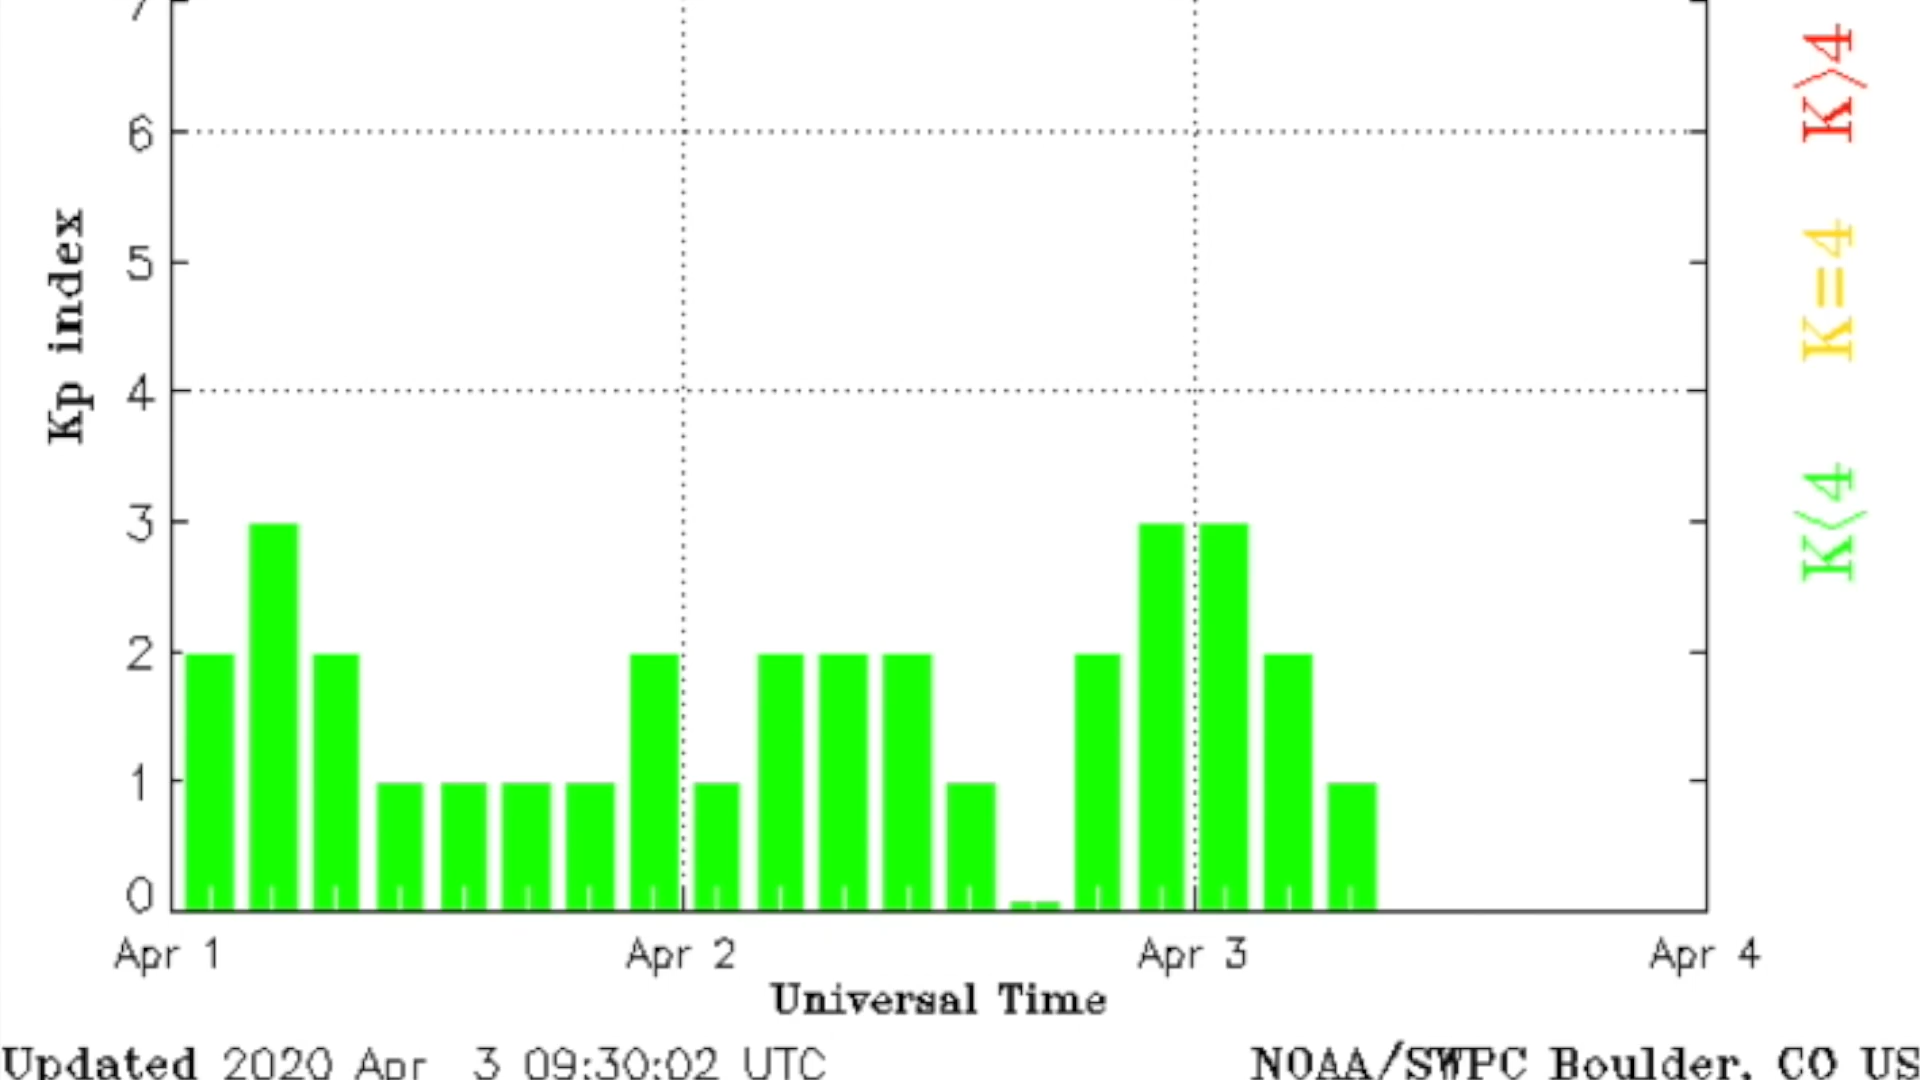 7
6
5
4
3
2
1
0
Kp index
K>4
K=4
K<4
Apr 1 Apr 2 Apr 3 Apr 4
Universal Time
Updated 2020 Apr 3 09:30:02 UTC
NOAA/SWPC Boulder, CO US